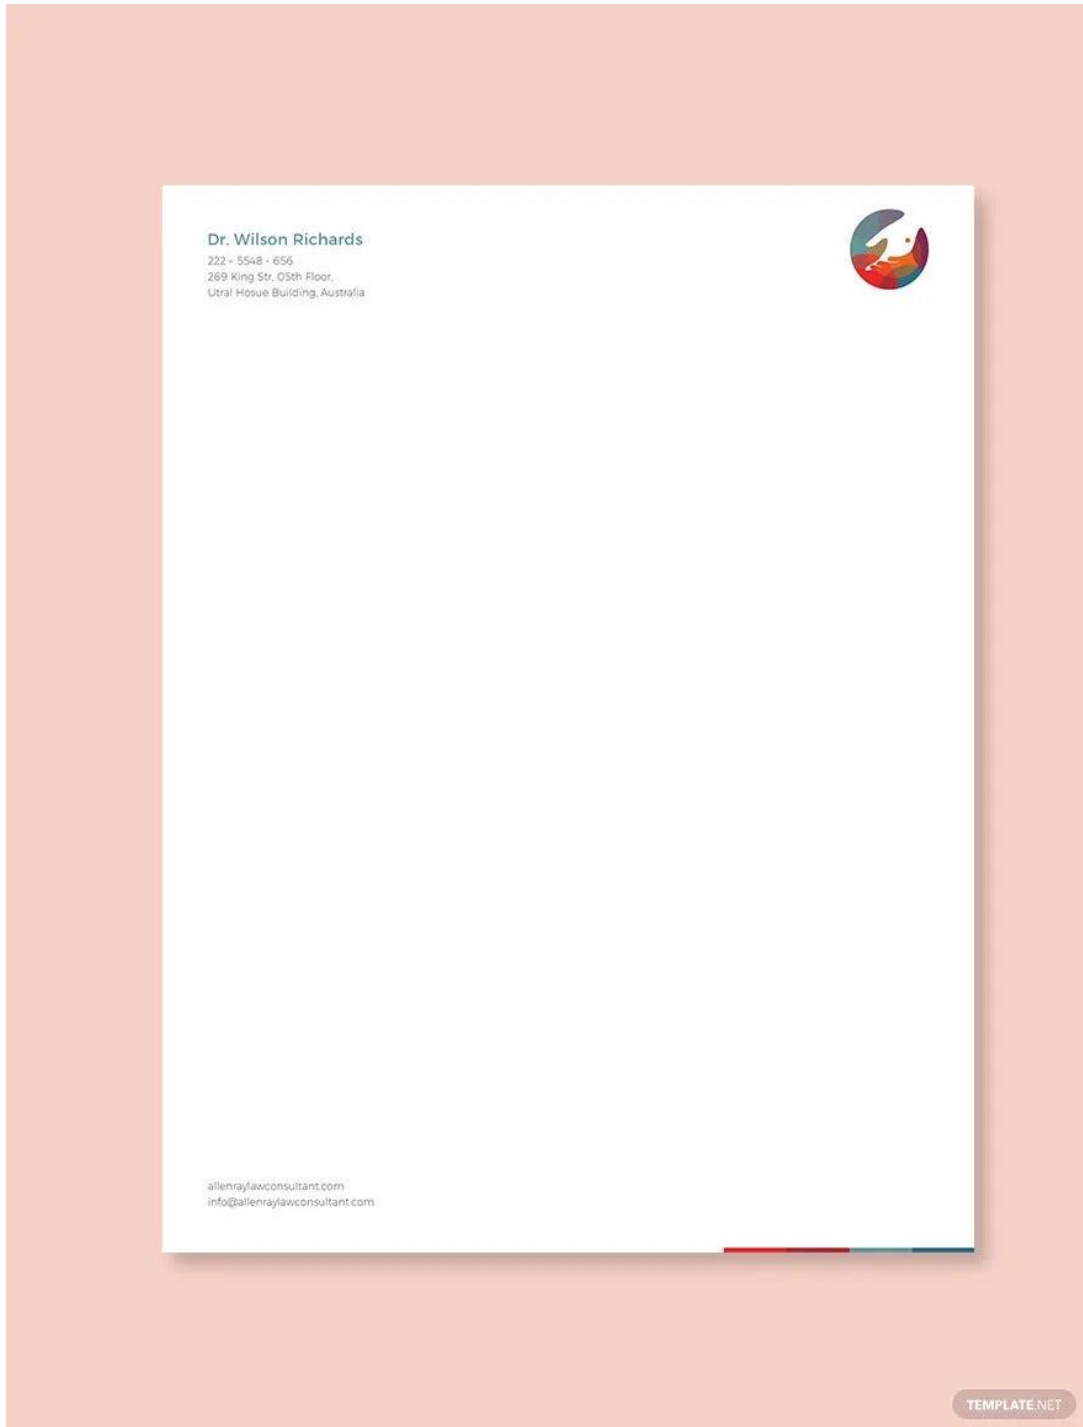 Dr. Wilson Richards
222 - 5548 - 656
269 King Str, 05th Floor,
Utral Hosue Building, Australia
allenraylawconsultant.com
info@allenraylawconsultant.com
TEMPLATE.NET